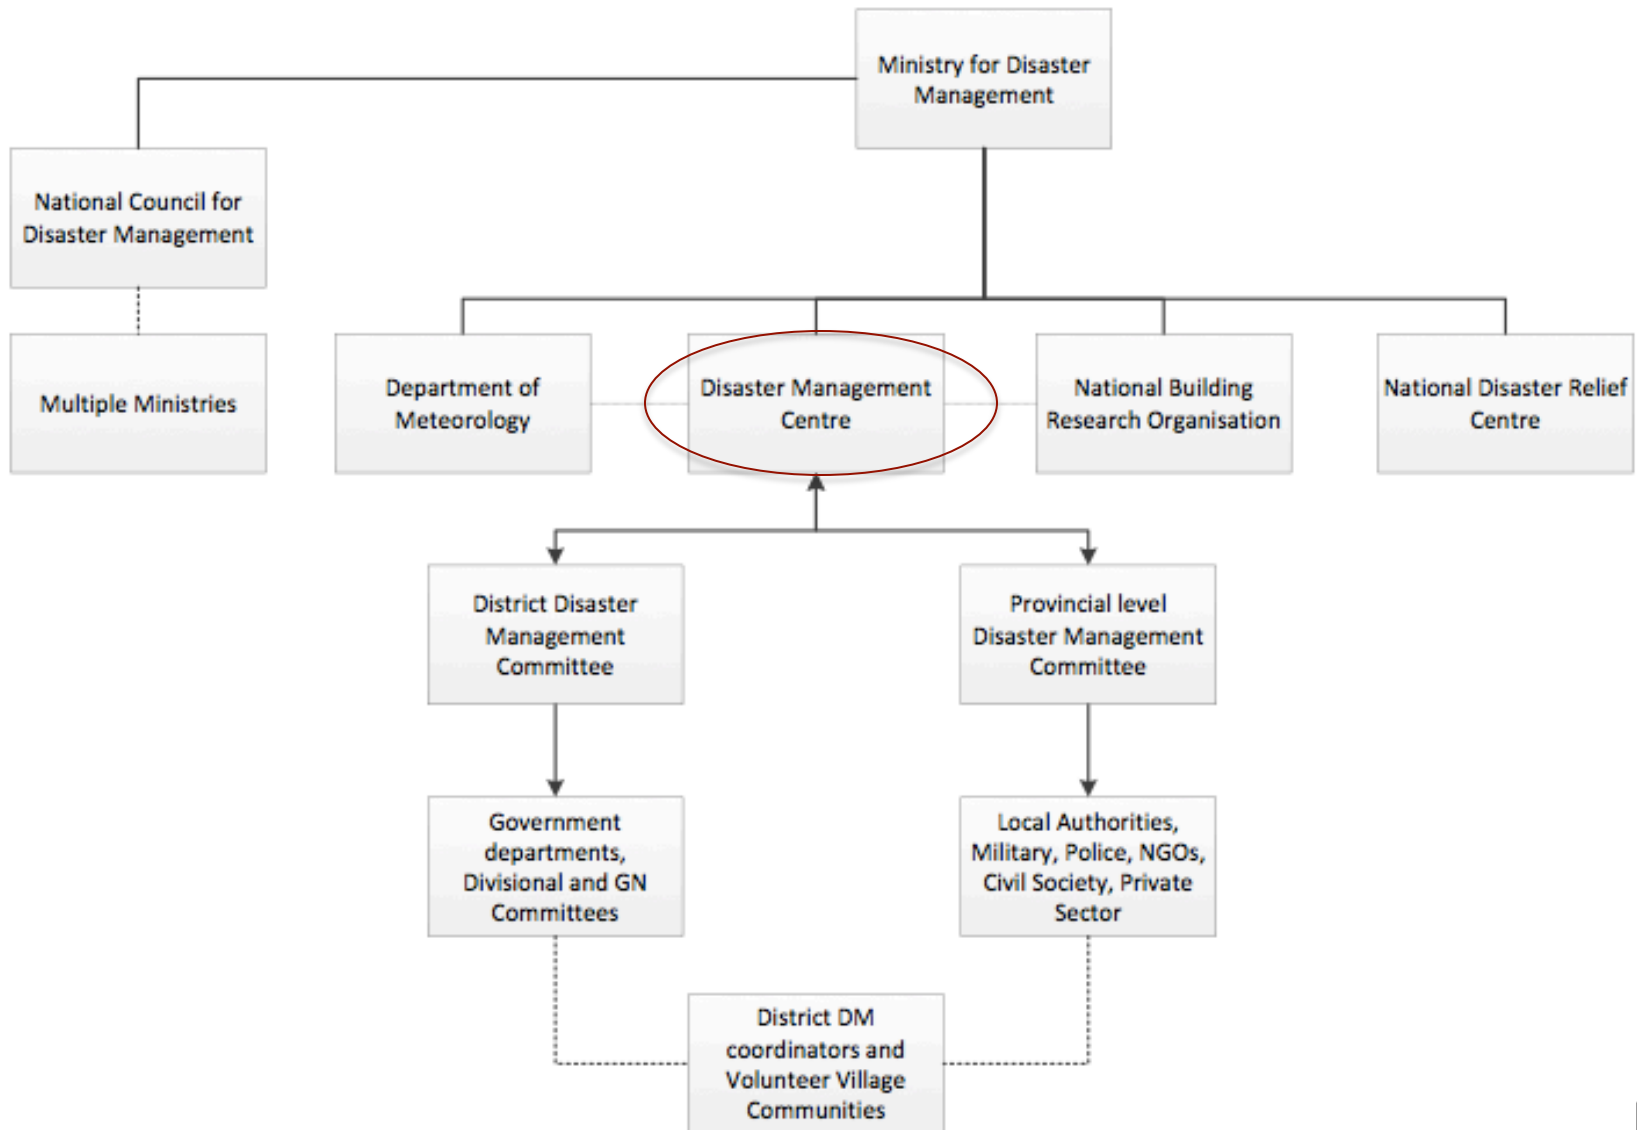 Ministry for Disaster
Management
National Council for
Disaster Management
Multiple Ministries
Department of
Meteorology
Disaster Management
Centre
National Building
Research Organisation
National Disaster Relief
Centre
District Disaster
Management
Committee
Provincial level
Disaster Management
Committee
Government
departments,
Divisional and GN
Committees
Local Authorities,
Military, Police, NGOs,
Civil Society, Private
Sector
District DM
coordinators and
Volunteer Village
Communities